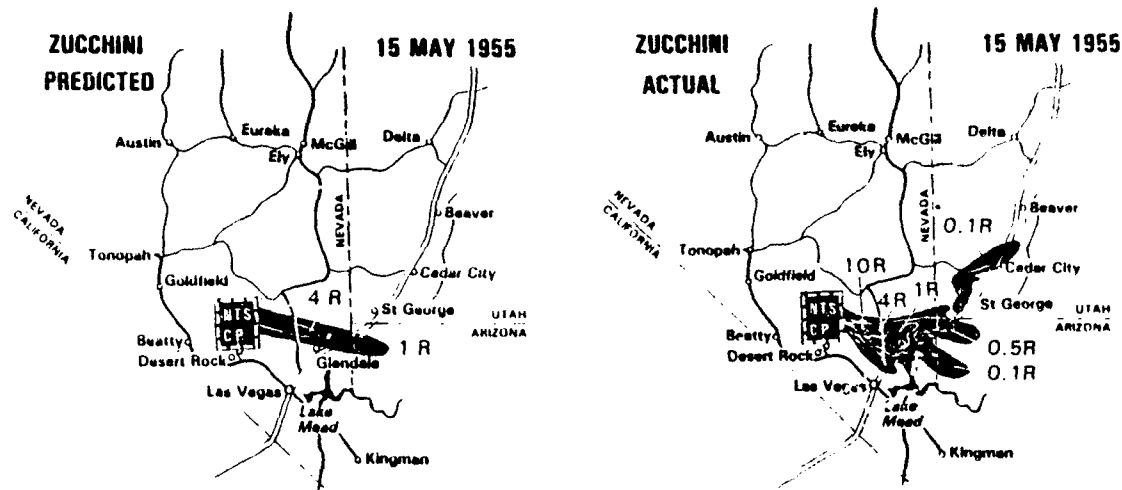 ZUCCHINI
PREDICTED
15 MAY 1955
Austin
Eureka
McGill
Ely
Delta
NEVADA
CALIFORNIA
NEVADA
Beaver
Tonopah
Goldfield
Cedar City
4 R
NTS
CP
St George
UTAH
ARIZONA
Beatty
Desert Rock
1 R
Glendale
Las Vegas
Lake
Mead
Kingman
ZUCCHINI
ACTUAL
15 MAY 1955
Austin
Eureka
McGill
Ely
Delta
NEVADA
CALIFORNIA
NEVADA
Beaver
0.1R
Tonopah
Goldfield
10R
Cedar City
4R
1R
NTS
CP
St George
UTAH
ARIZONA
Beatty
Desert Rock
0.5R
0.1R
Las Vegas
Lake
Mead
Kingman